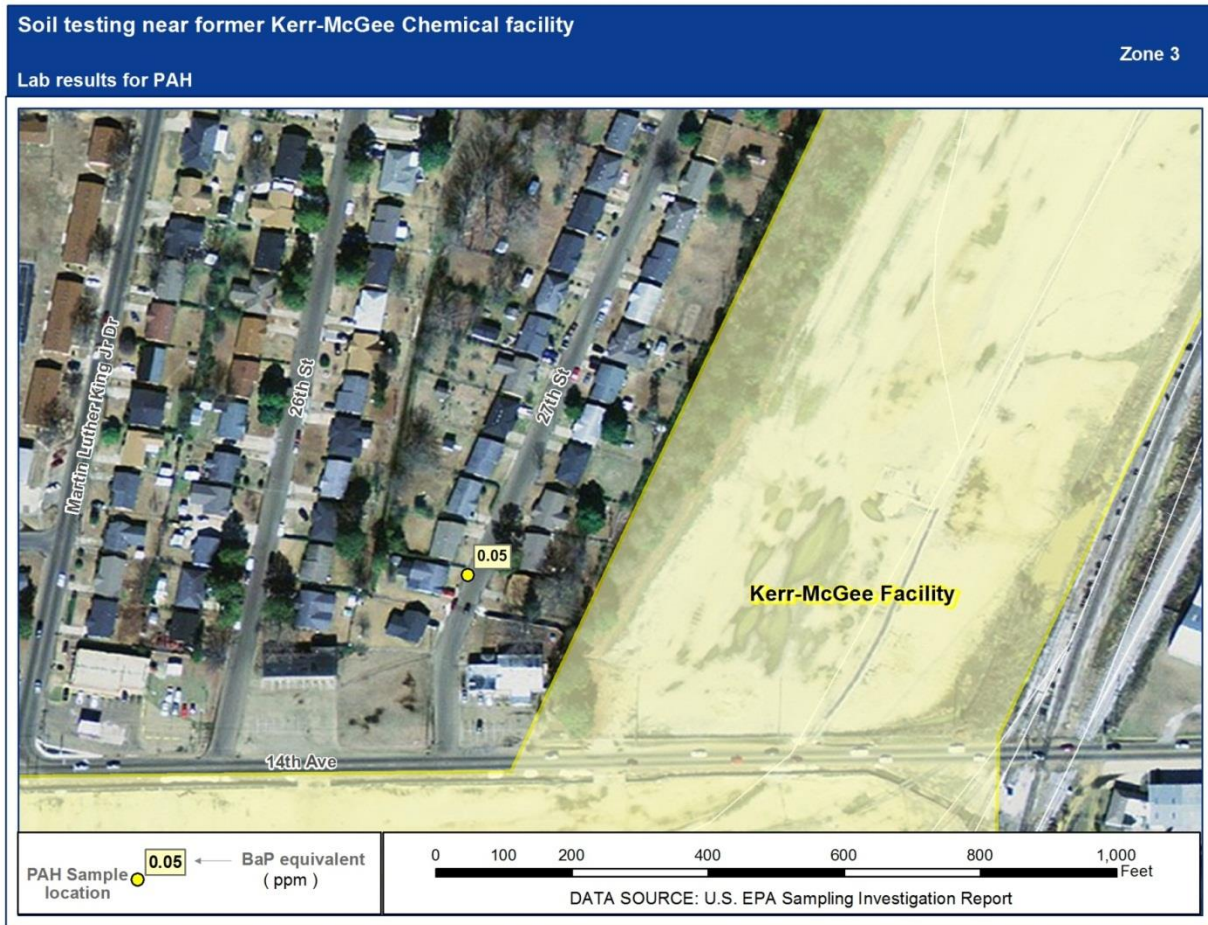 Soil testing near former Kerr-McGee Chemical facility
Zone 3
Lab results for PAH
Martin Luther King Jr Dr
26th St
27th St
0.05
Kerr-McGee Facility
14th Ave
PAH Sample
location
0.05
BaP equivalent
( ppm )
0 100 200 400 600 800 1,000
Feet
DATA SOURCE: U.S. EPA Sampling Investigation Report